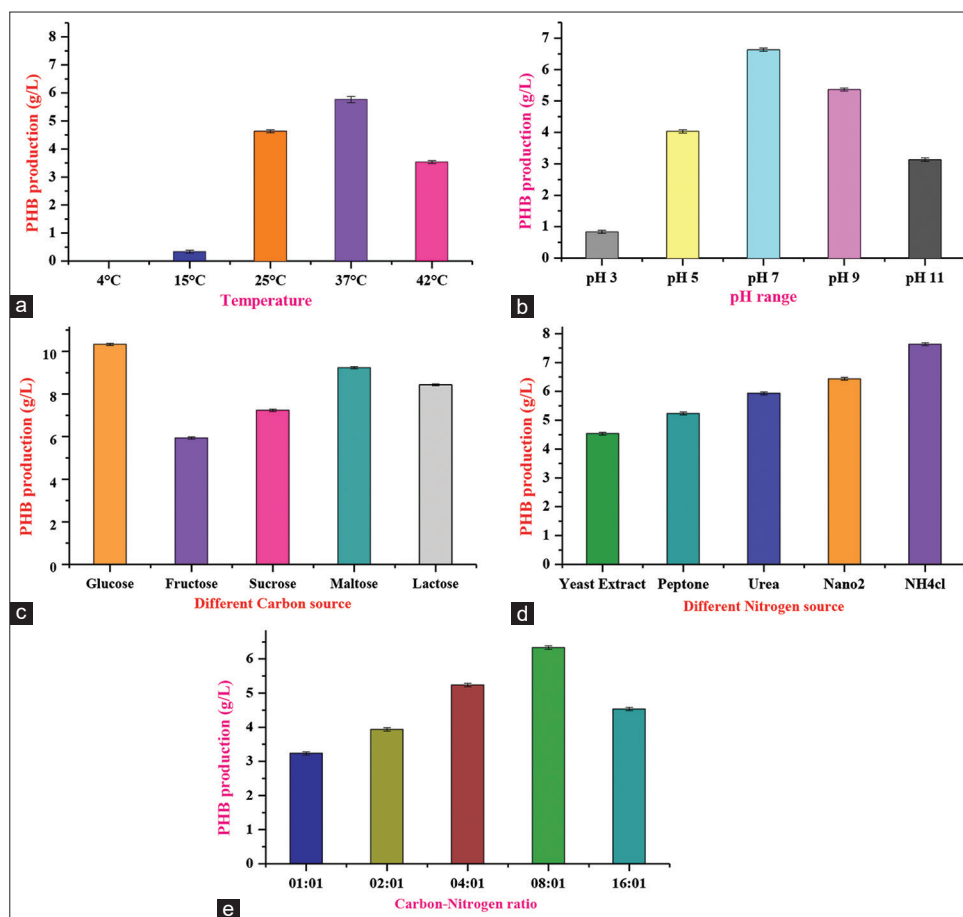 PHB production (g/L)
8
7
6
5
4
3
2
1
0
4°C 15°C 25°C 37°C 42°C
Temperature
a
PHB production (g/L)
7
6
5
4
3
2
1
0
pH 3 pH 5 pH 7 pH 9 pH 11
pH range
b
PHB production (g/L)
10
8
6
4
2
0
Glucose Fructose Sucrose Maltose Lactose
Different Carbon source
c
PHB production (g/L)
8
7
6
5
4
3
2
1
0
Yeast Extract Peptone Urea Nano2 NH4cl
Different Nitrogen source
d
PHB production (g/L)
6
5
4
3
2
1
0
01:01 02:01 04:01 08:01 16:01
Carbon-Nitrogen ratio
e